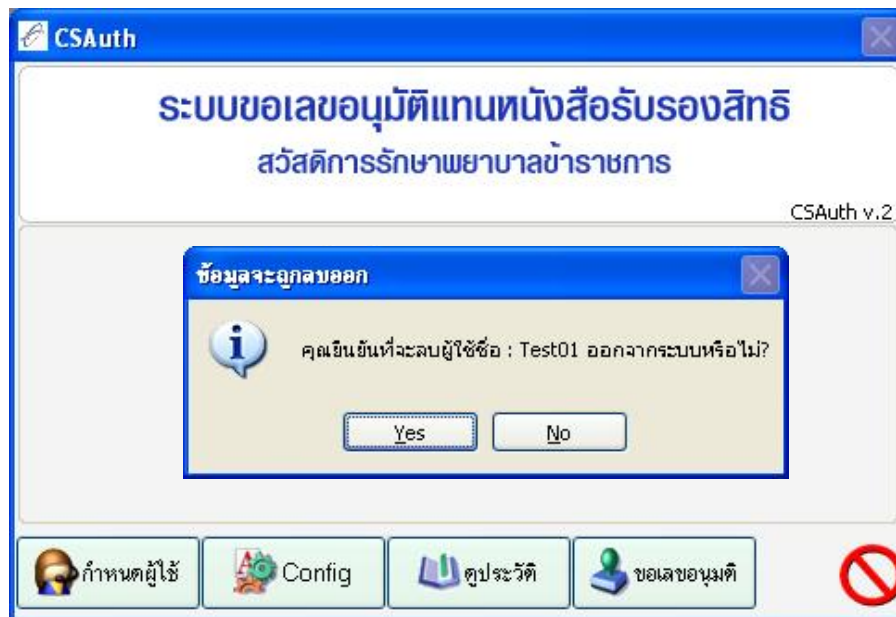 CSAuth
ระบบขอเลขอนุมัติแทนหนังสือรับรองสิทธิ
สวัสดิการรักษาพยาบาลข้าราชการ
CSAuth v.2
ข้อมูลจะถูกลบออก
คุณยืนยันที่จะลบผู้ใช้ชื่อ : Test01 ออกจากระบบหรือไม่?
Yes No
กำหนดผู้ใช้ Config ดูประวัติ ขอเลขอนุมติ